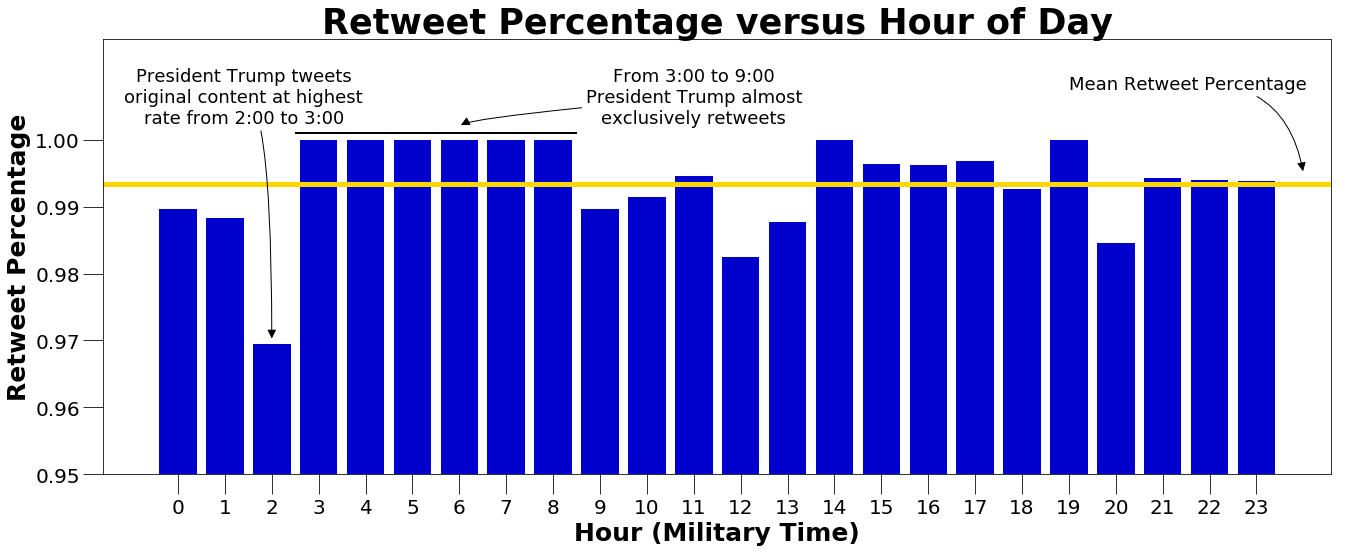 Retweet Percentage versus Hour of Day
President Trump tweets
original content at highest
rate from 2:00 to 3:00
From 3:00 to 9:00
President Trump almost
exclusively retweets
Mean Retweet Percentage
Retweet Percentage
1.00
0.99
0.98
0.97
0.96
0.95
0 1 2 3 4 5 6 7 8 9 10 11 12 13 14 15 16 17 18 19 20 21 22 23
Hour (Military Time)